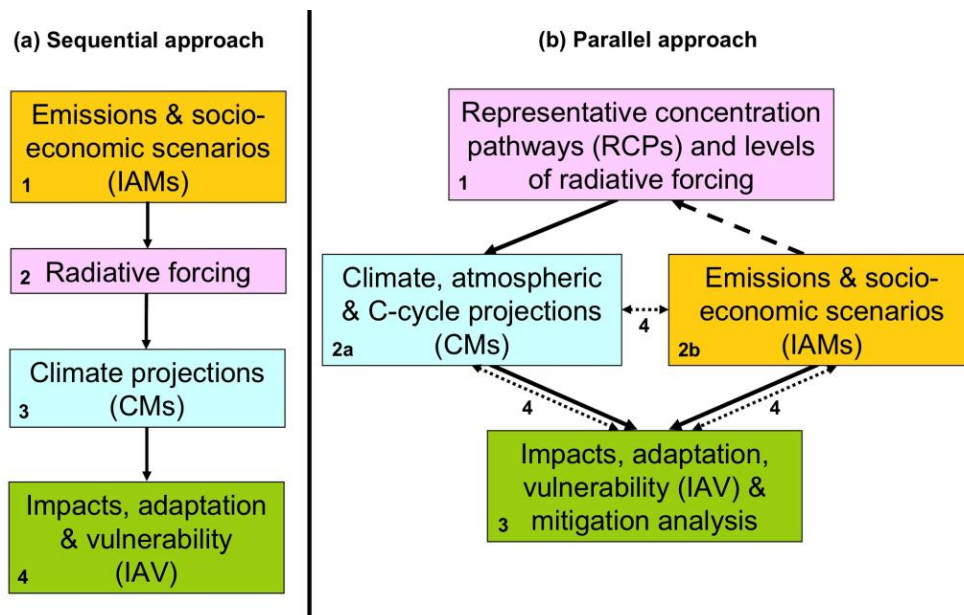 (a) Sequential approach
Emissions & socio-
economic scenarios
(IAMs)
1
Radiative forcing
2
Climate projections
(CMs)
3
Impacts, adaptation
& vulnerability
(IAV)
4
(b) Parallel approach
Representative concentration
pathways (RCPs) and levels
of radiative forcing
1
Climate, atmospheric
& C-cycle projections
(CMs)
2a
4
Emissions & socio-
economic scenarios
(IAMs)
2b
4
4
Impacts, adaptation,
vulnerability (IAV) &
mitigation analysis
3